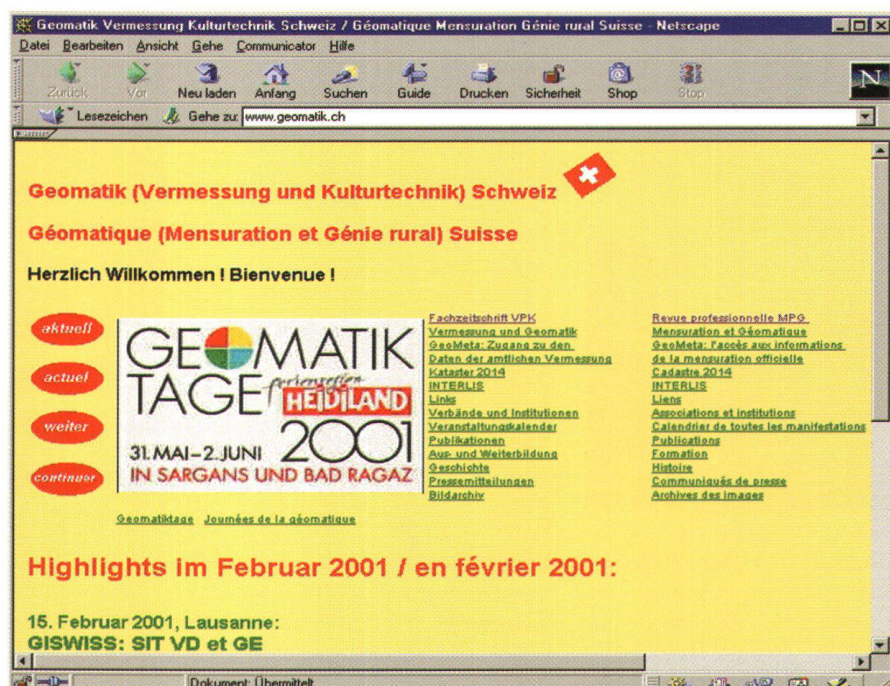 Geomatik Vermessung Kulturtechnik Schweiz / Géomatique Mensuration Génie rural Suisse - Netscape
Datei Bearbeiten Ansicht Gehe Communicator Hilfe
Zurück Vor Neu laden Anfang Suchen Guide Drucken Sicherheit Shop Stop
N
Lesezeichen Gehe zu: www.geomatik.ch
Geomatik (Vermessung und Kulturtechnik) Schweiz
Géomatique (Mensuration et Génie rural) Suisse
Herzlich Willkommen ! Bienvenue !
aktuell
actuel
weiter
continuer
GEOMATIK
TAGE ferienregion HEIDILAND
2001
31. MAI – 2. JUNI
IN SARGANS UND BAD RAGAZ
Geomatiktage Journées de la géomatique
Fachzeitschrift VPK
Vermessung und Geomatik
GeoMeta: Zugang zu den
Daten der amtlichen Vermessung
Kataster 2014
INTERLIS
Links
Verbände und Institutionen
Veranstaltungskalender
Publikationen
Aus- und Weiterbildung
Geschichte
Pressemitteilungen
Bildarchiv
Revue professionnelle MPG
Mensuration et Géomatique
GeoMeta: l'accès aux informations
de la mensuration officielle
Cadastre 2014
INTERLIS
Liens
Associations et institutions
Calendrier de toutes les manifestations
Publications
Formation
Histoire
Communiqués de presse
Archives des images
Highlights im Februar 2001 / en février 2001:
15. Februar 2001, Lausanne:
GISWISS: SIT VD et GE
Dokument: Übermittelt